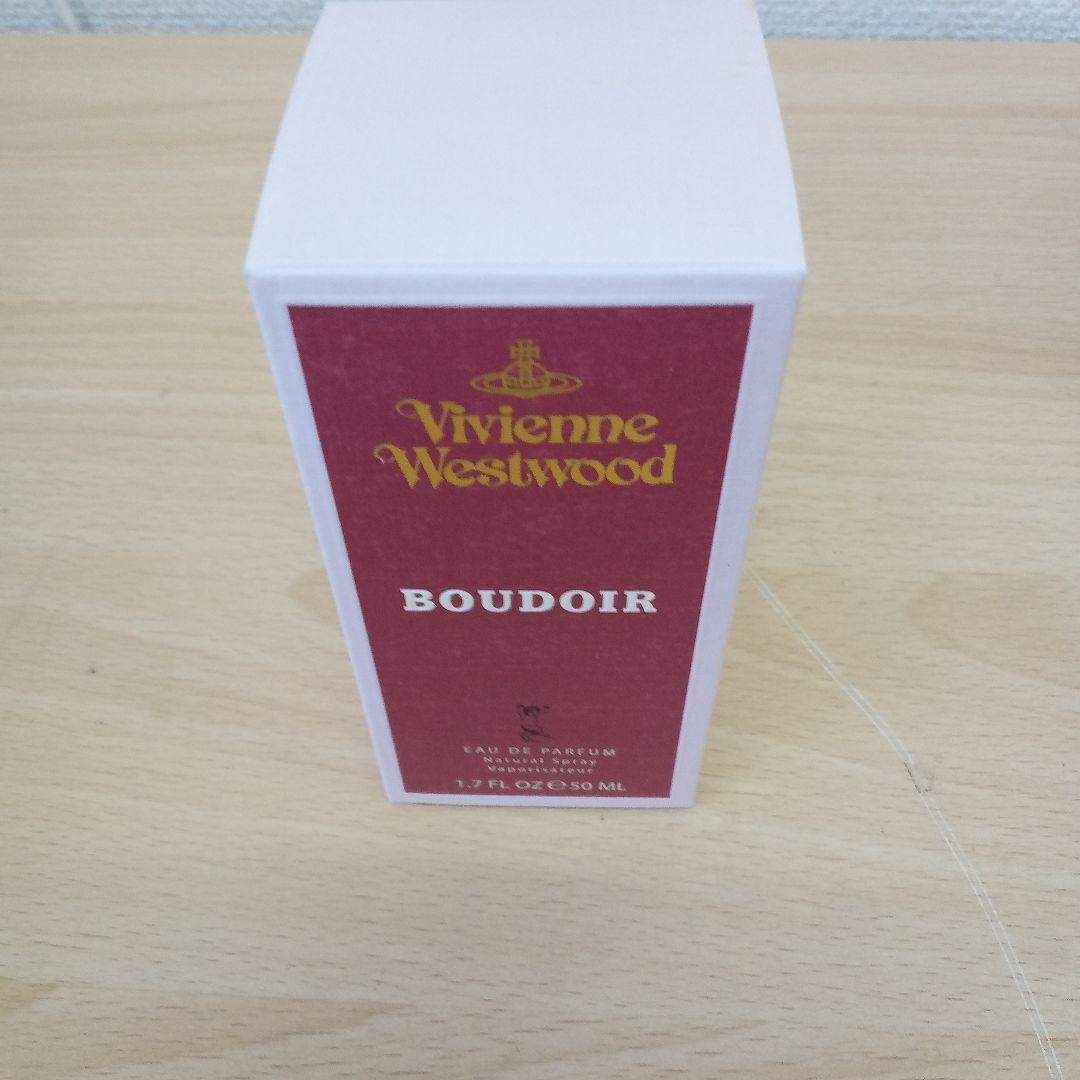 Vivienne
Westwood
BOUDOIR
EAU DE PARFUM
Natural Spray
Vaporisateur
1.7 FL OZ ℮ 50 ML